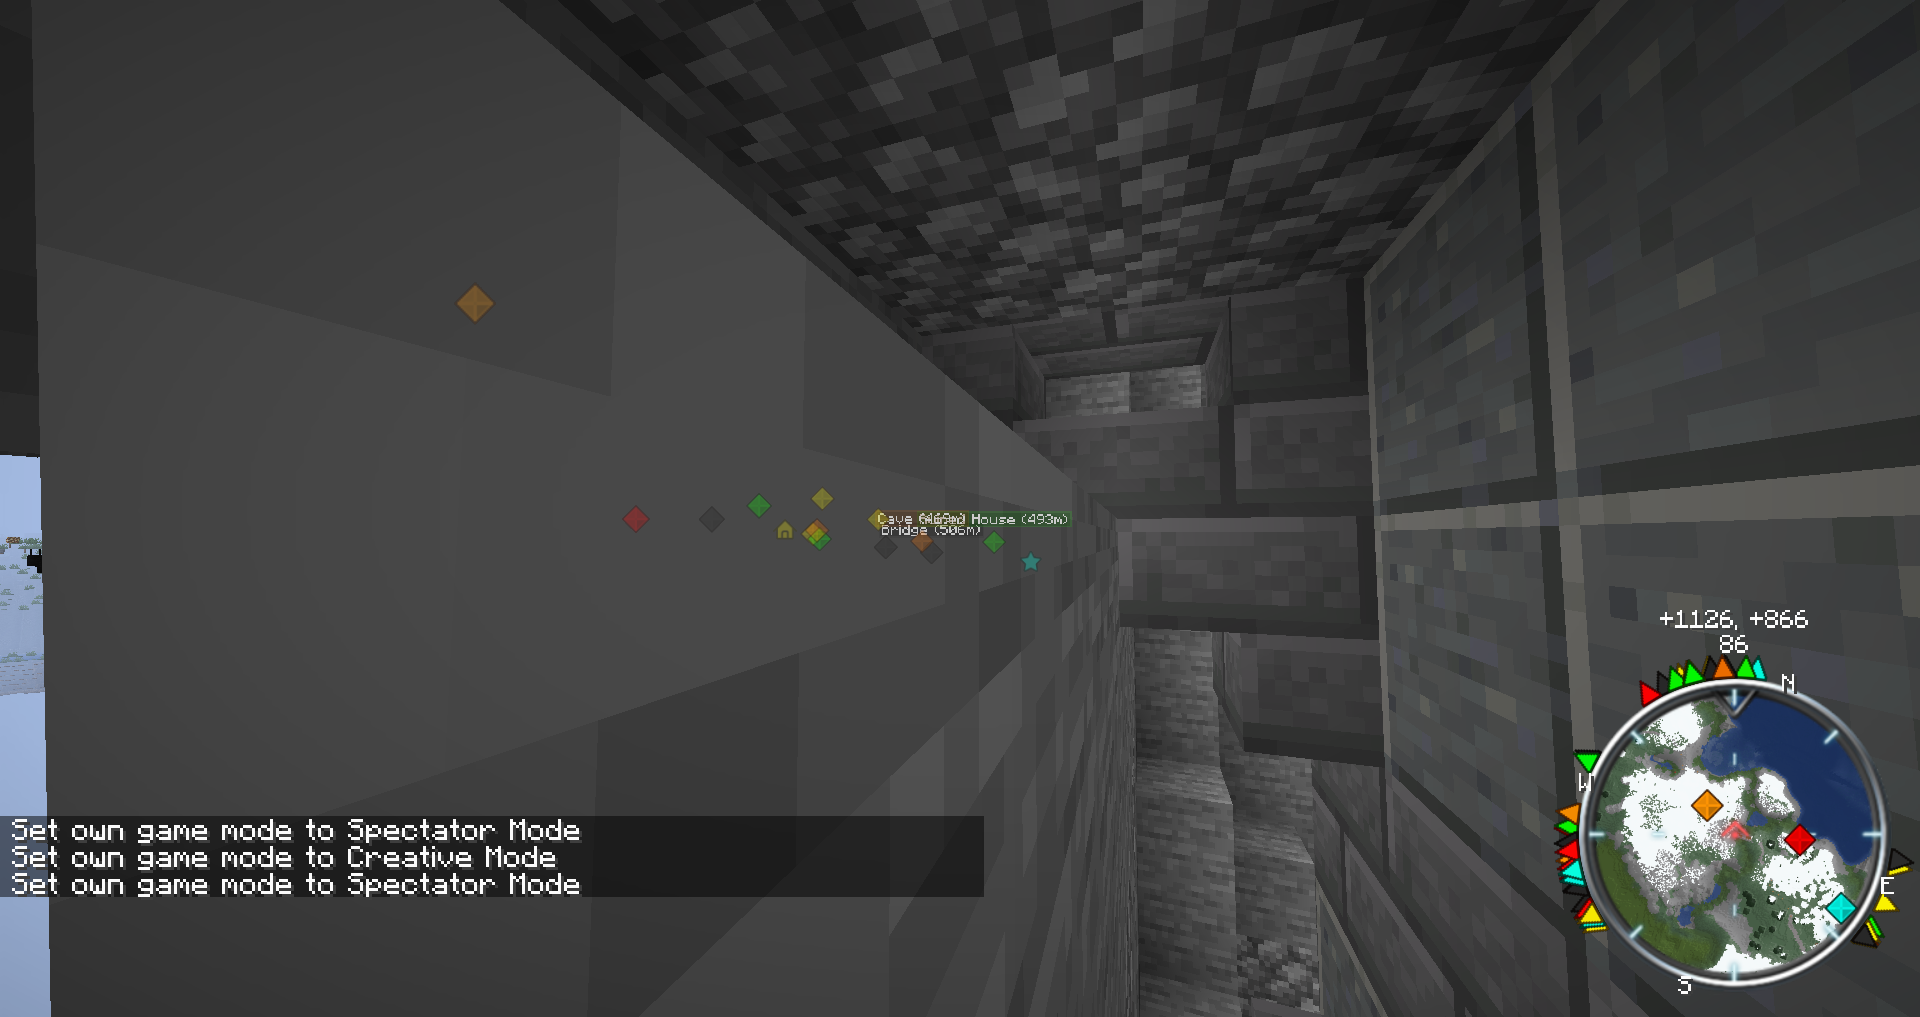 Cave House (493m)
Bridge (506m)
+1126, +866
86
N
W
E
S
Set own game mode to Spectator Mode
Set own game mode to Creative Mode
Set own game mode to Spectator Mode